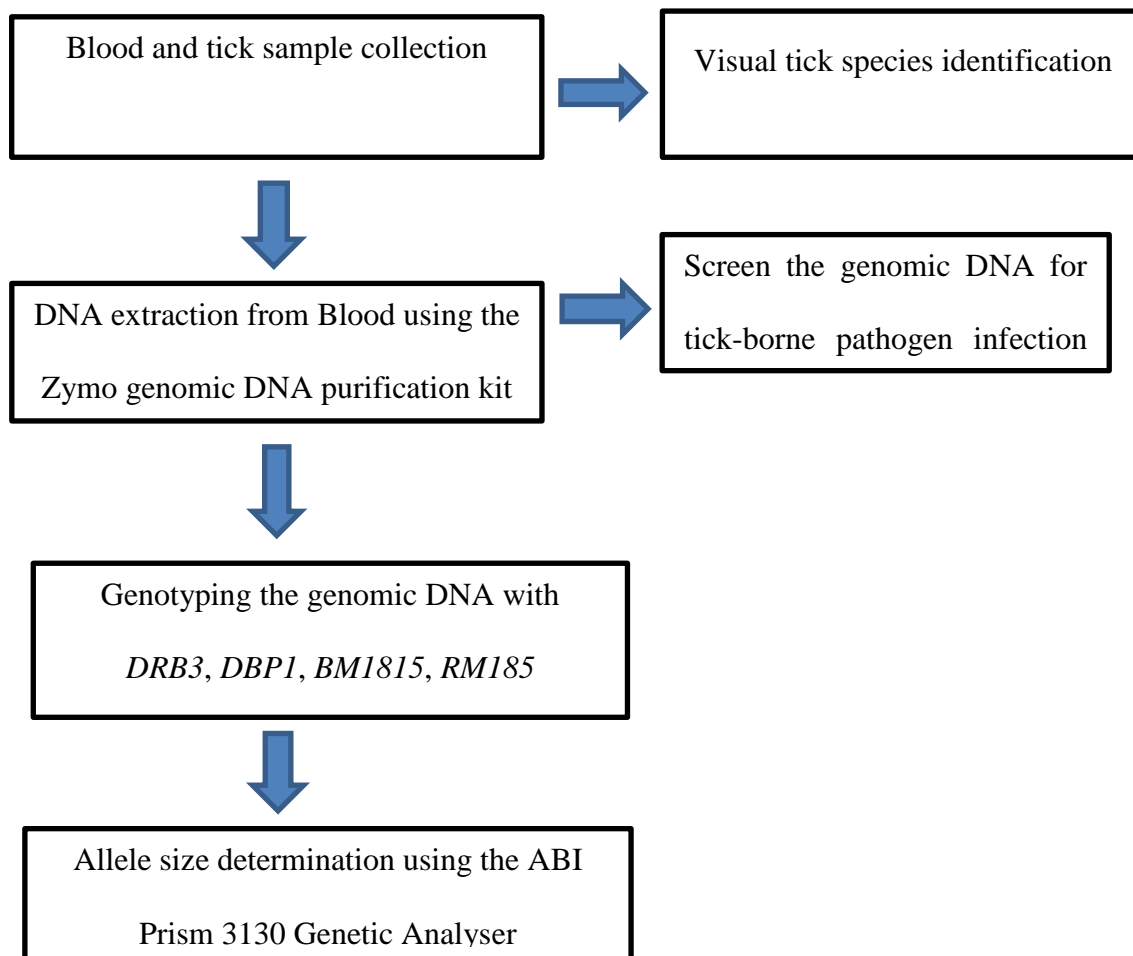 Blood and tick sample collection
Visual tick species identification
DNA extraction from Blood using the
Zymo genomic DNA purification kit
Screen the genomic DNA for
tick-borne pathogen infection
Genotyping the genomic DNA with
DRB3, DBP1, BM1815, RM185
Allele size determination using the ABI
Prism 3130 Genetic Analyser